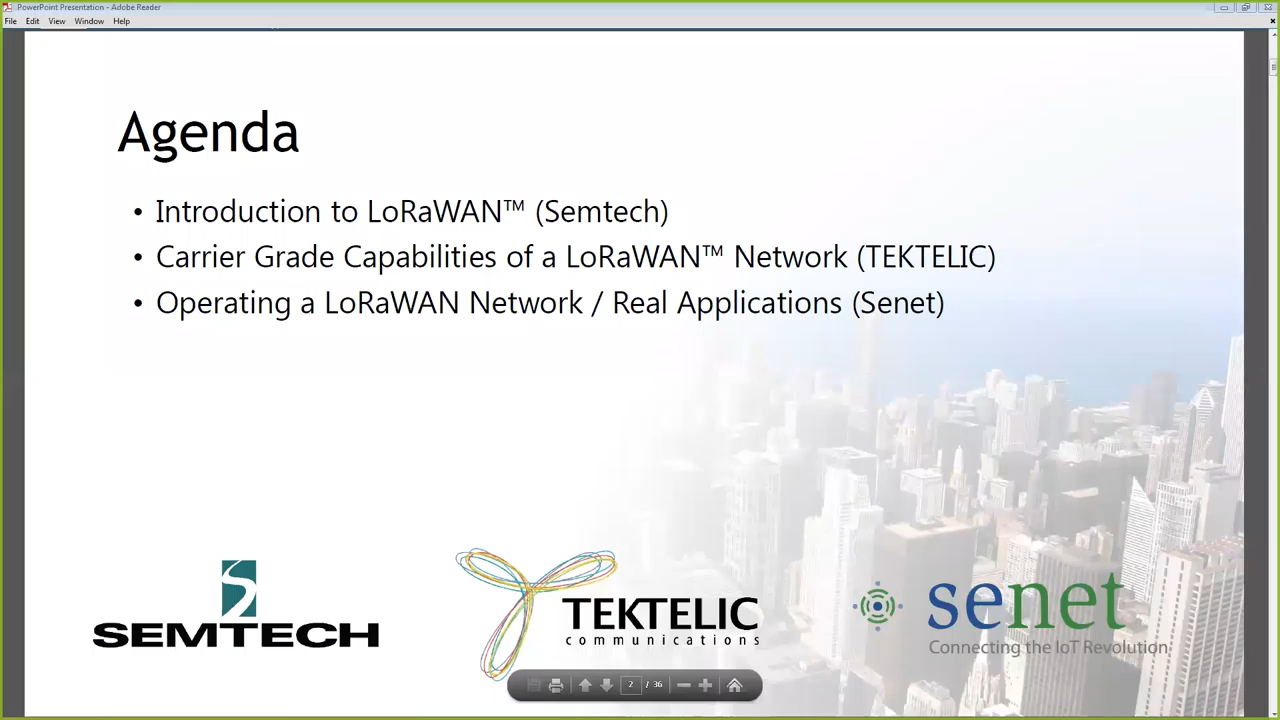 PowerPoint Presentation - Adobe Reader
File Edit View Window Help
Agenda
• Introduction to LoRaWAN™ (Semtech)
• Carrier Grade Capabilities of a LoRaWAN™ Network (TEKTELIC)
• Operating a LoRaWAN Network / Real Applications (Senet)
SEMTECH
TEKTELIC
communications
senet
Connecting the IoT Revolution
2 / 36